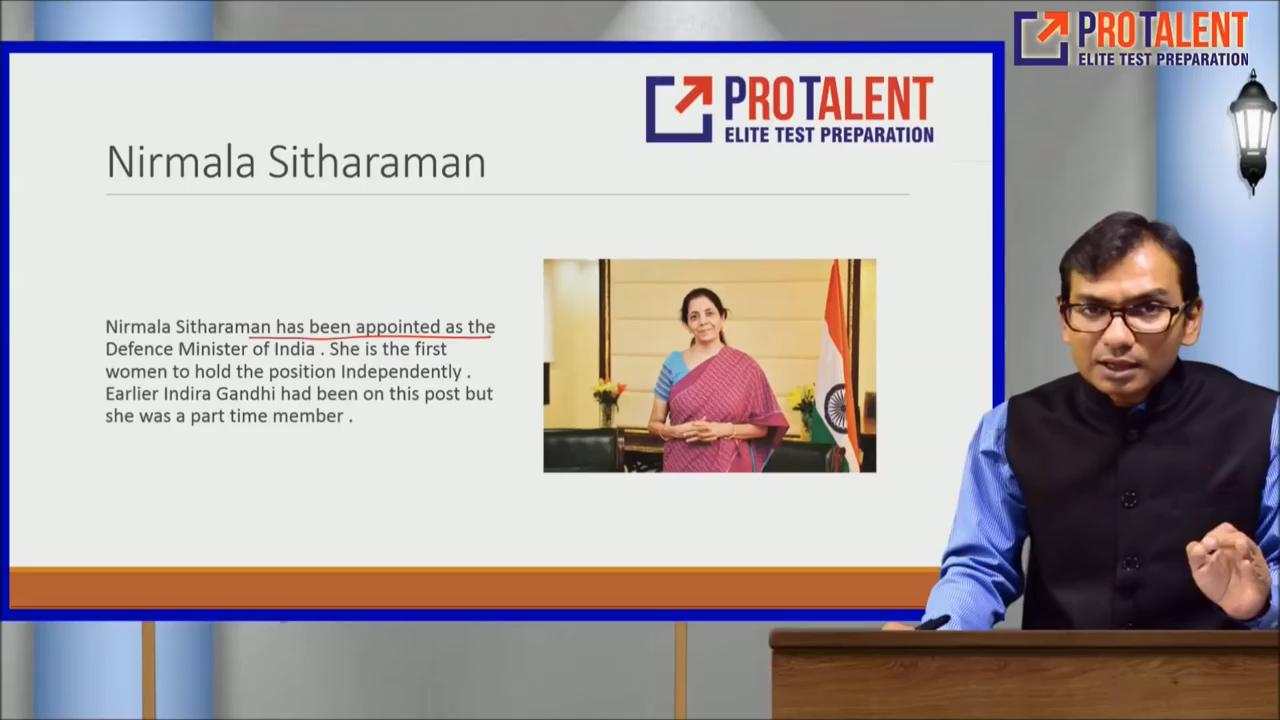 PROTALENT
ELITE TEST PREPARATION
PROTALENT
ELITE TEST PREPARATION
Nirmala Sitharaman
Nirmala Sitharaman has been appointed as the
Defence Minister of India . She is the first
women to hold the position Independently .
Earlier Indira Gandhi had been on this post but
she was a part time member .